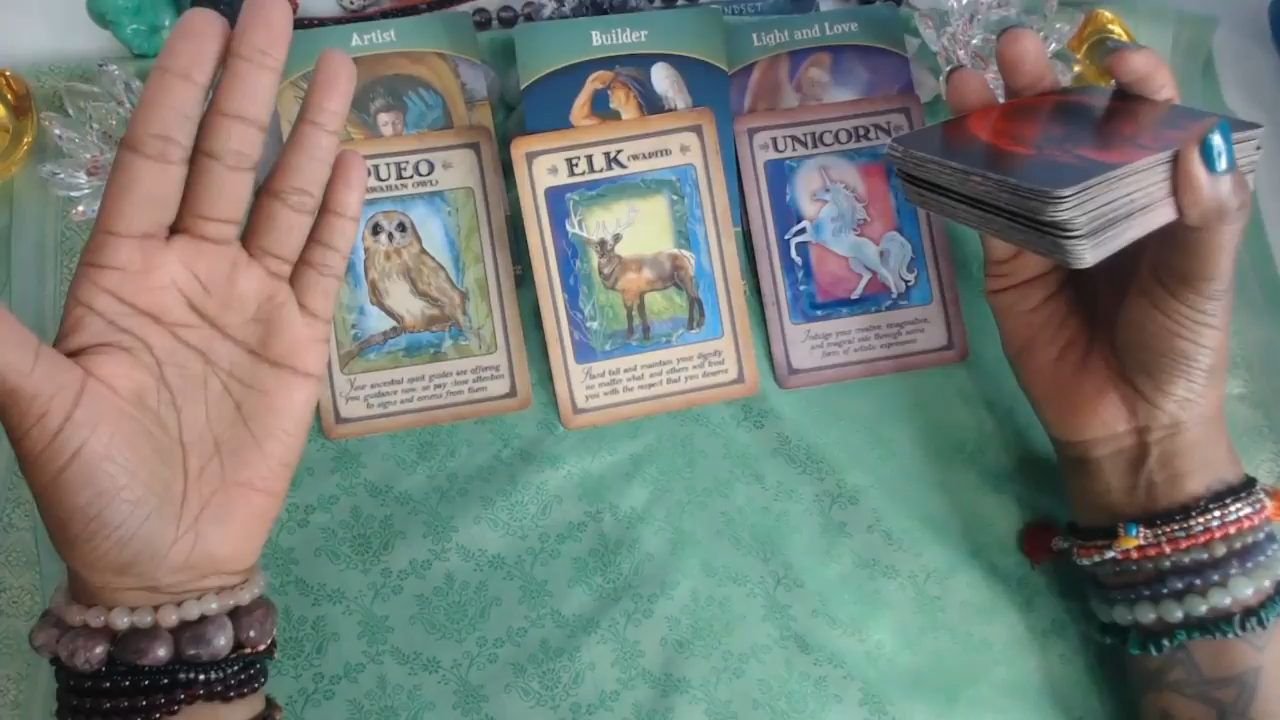 NDSET
Artist
Builder
Light and Love
PUEO
WAIIAN OWL)
Your ancestral spirit guides are offering
you guidance now, so pay close attention
to signs and omens from them
ELK (WAPITI)
Stand tall and maintain your dignity
no matter what, and others will treat
you with the respect that you deserve
UNICORN
Indulge your creative, imaginative,
and magical side through some
form of artistic expression